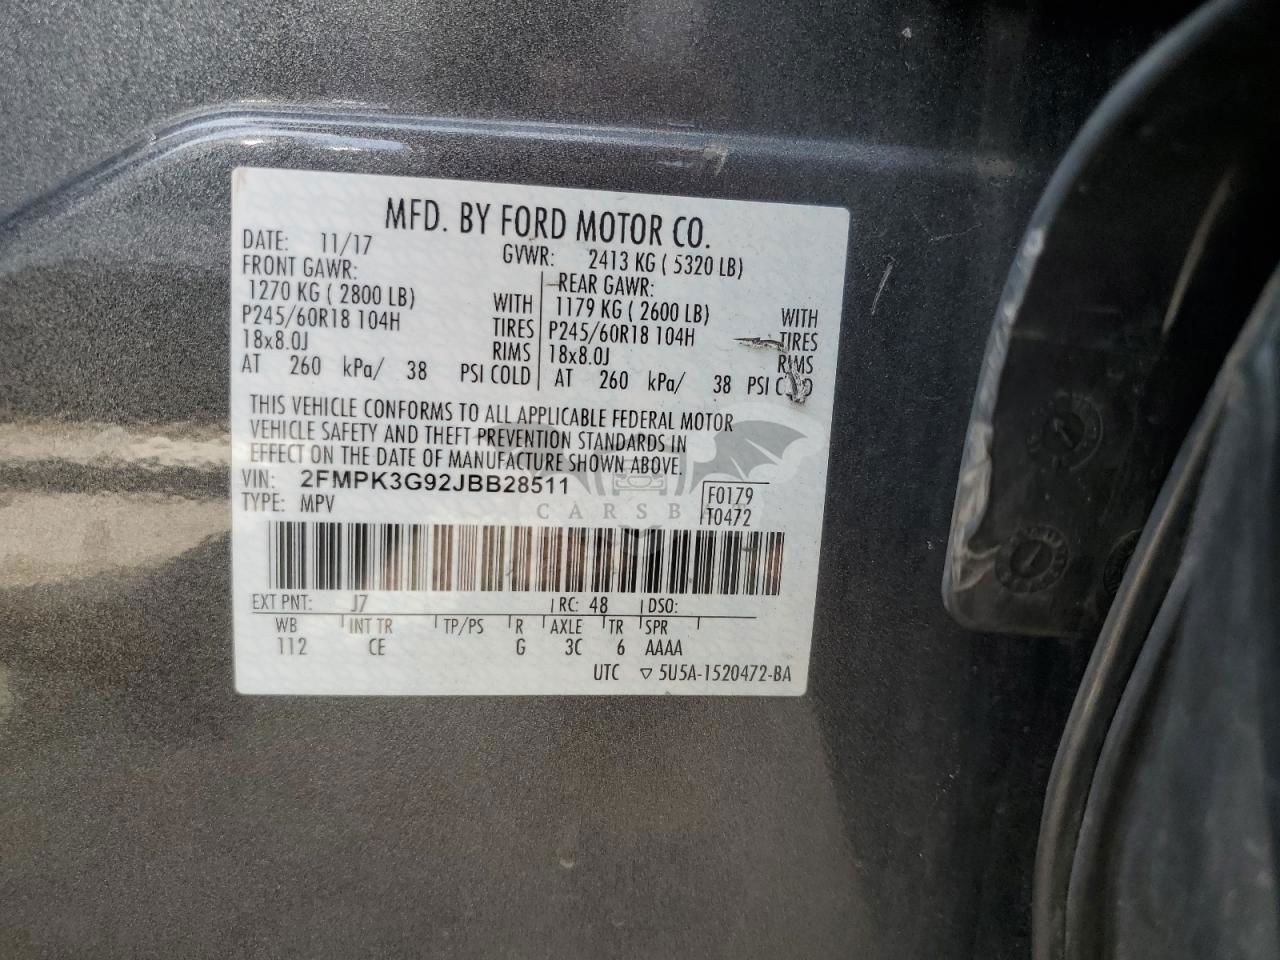 MFD. BY FORD MOTOR CO.
DATE: 11/17 GVWR: 2413 KG ( 5320 LB)
FRONT GAWR: REAR GAWR:
1270 KG ( 2800 LB) WITH 1179 KG ( 2600 LB) WITH
P245/60R18 104H TIRES P245/60R18 104H TIRES
18x8.0J RIMS 18x8.0J RIMS
AT 260 kPa/ 38 PSI COLD AT 260 kPa/ 38 PSI COLD
THIS VEHICLE CONFORMS TO ALL APPLICABLE FEDERAL MOTOR
VEHICLE SAFETY AND THEFT PREVENTION STANDARDS IN
EFFECT ON THE DATE OF MANUFACTURE SHOWN ABOVE.
VIN: 2FMPK3G92JBB28511 F0179
TYPE: MPV T0472
CARSB
EXT PNT: J7 RC: 48 DSO:
WB INT TR TP/PS R AXLE TR SPR
112 CE G 3C 6 AAAA
UTC ▽ 5U5A-1520472-BA